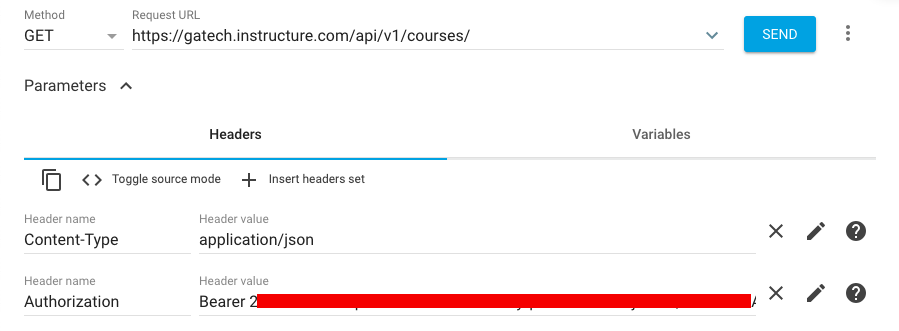 Method Request URL
GET https://gatech.instructure.com/api/v1/courses/ SEND
Parameters
Headers Variables
Toggle source mode Insert headers set
Header name Header value
Content-Type application/json
Header name Header value
Authorization Bearer 2